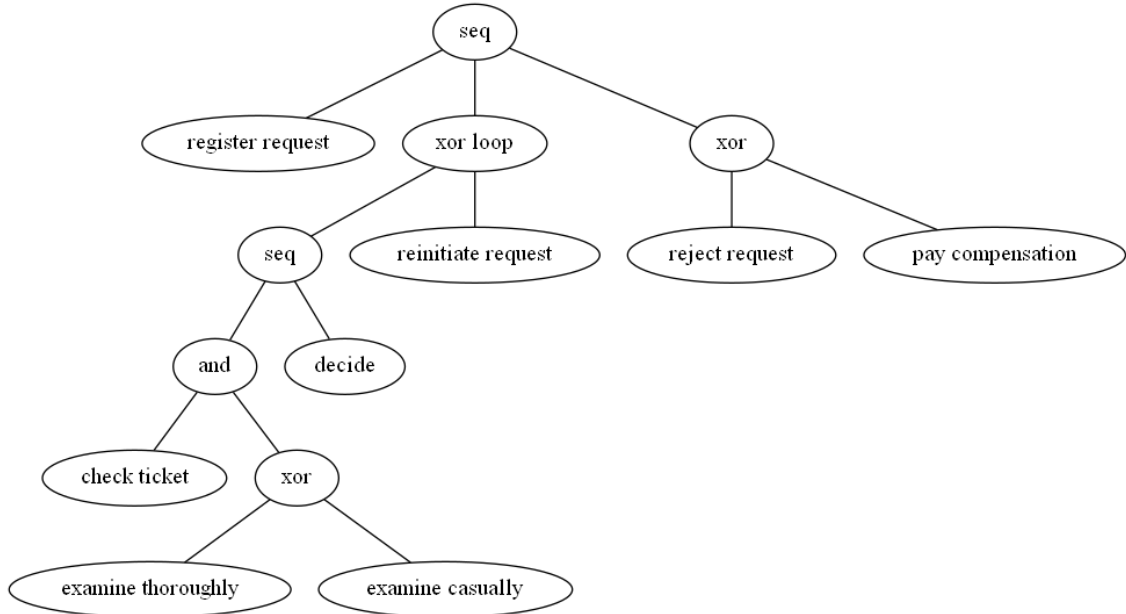 seq
register request
xor loop
xor
seq
reinitiate request
reject request
pay compensation
and
decide
check ticket
xor
examine thoroughly
examine casually